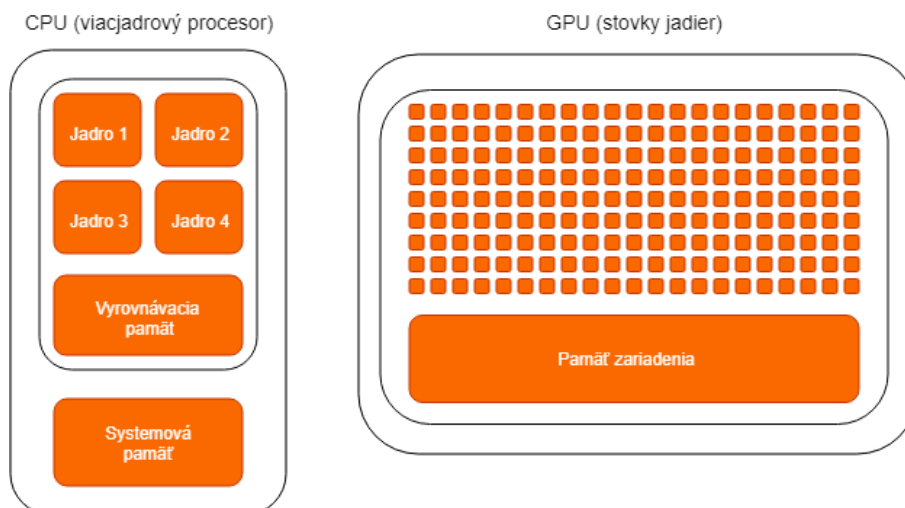 CPU (viacjadrový procesor)
GPU (stovky jadier)
Jadro 1
Jadro 2
Jadro 3
Jadro 4
Vyrovnávacia
pamät
Systemová
pamäť
Pamäť zariadenia